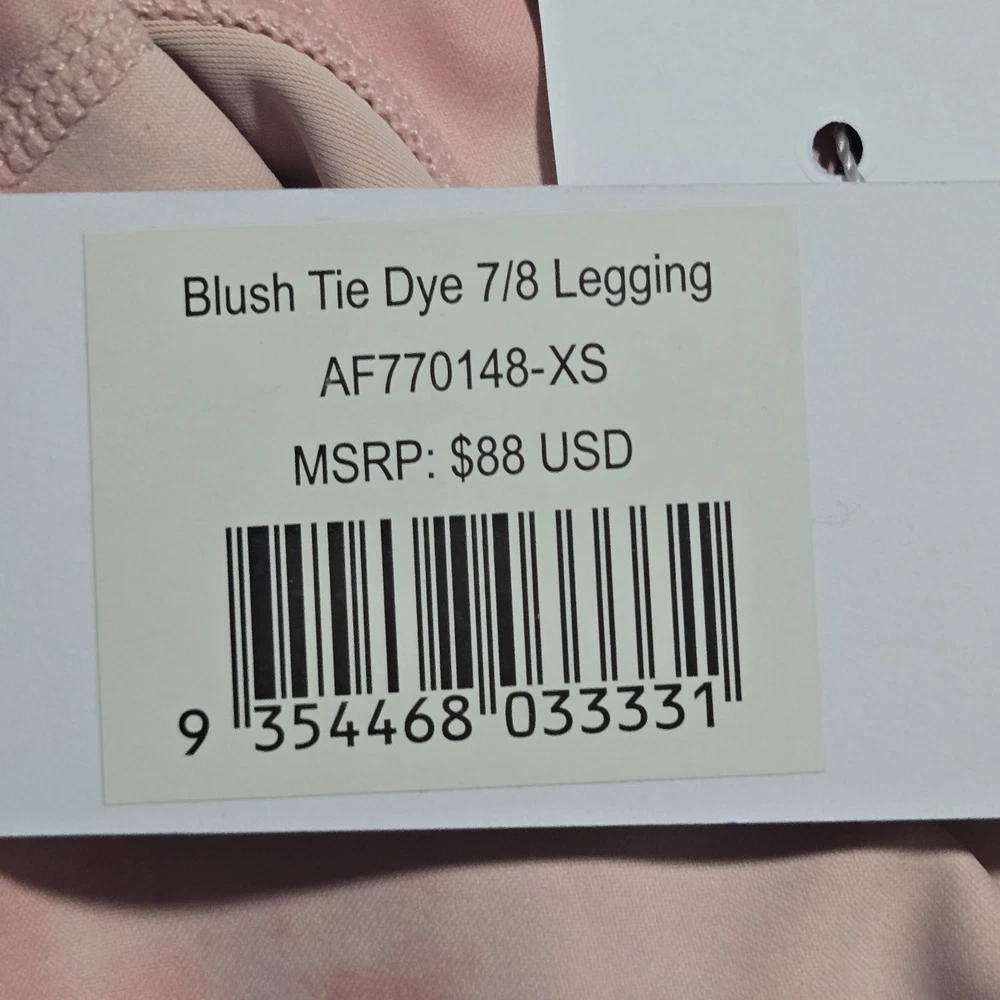 Blush Tie Dye 7/8 Legging
AF770148-XS
MSRP: $88 USD
9 354468 033331